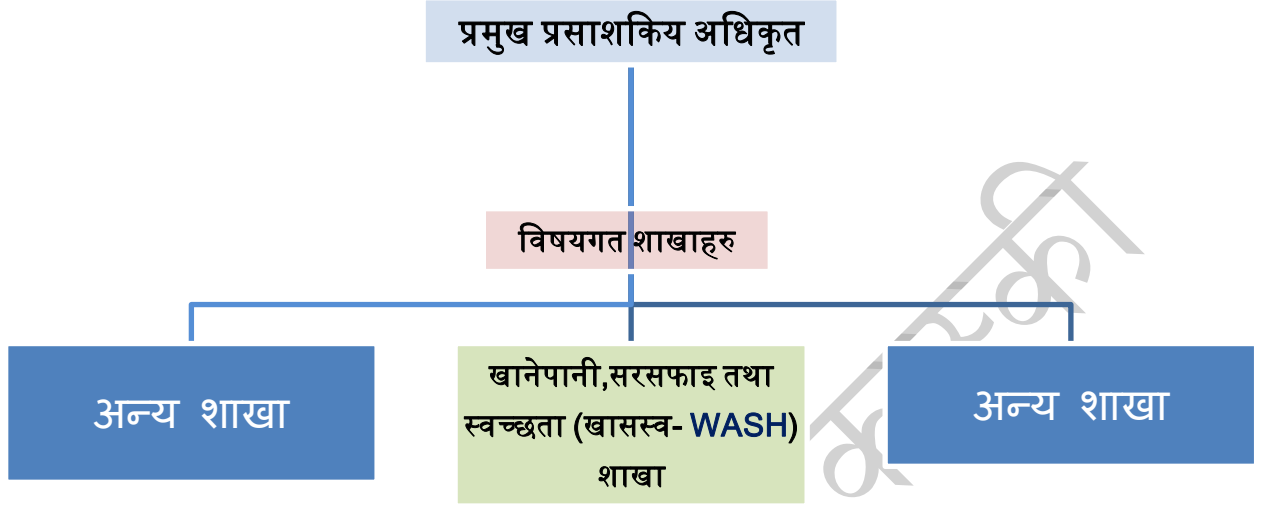 प्रमुख प्रसाशकिय अधिकृत
विषयगत शाखाहरु
अन्य शाखा
खानेपानी,सरसफाइ तथा
स्वच्छता (खासस्व- WASH)
शाखा
अन्य शाखा